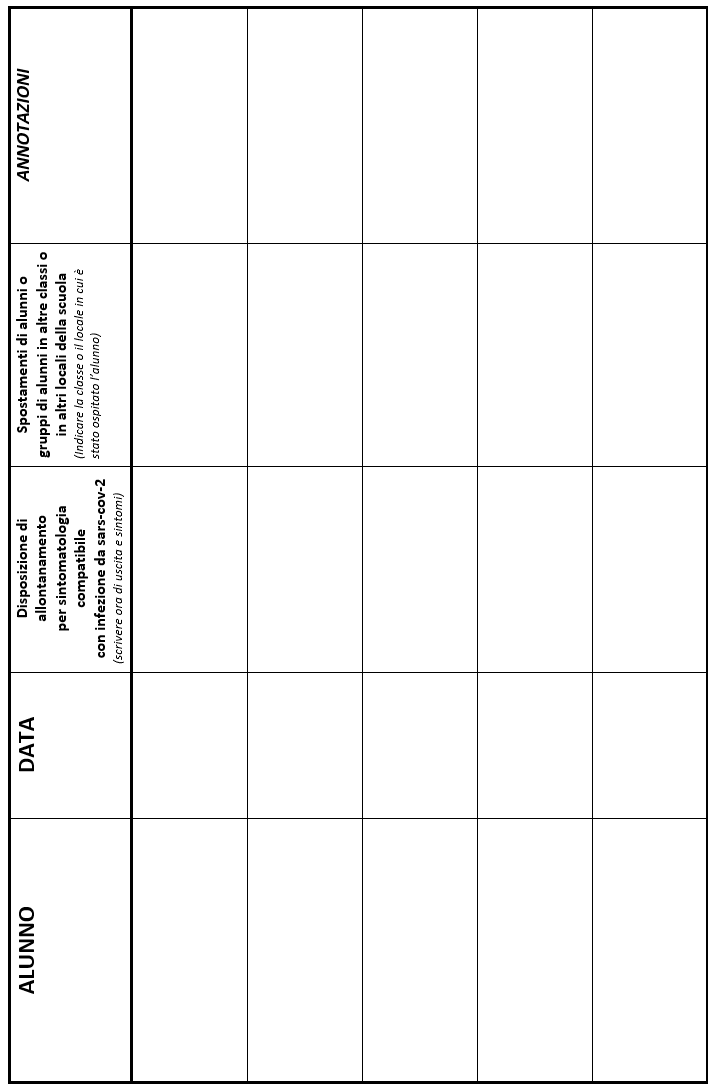 ALUNNO
DATA
Disposizione di
allontanamento
per sintomatologia
compatibile
con infezione da sars-cov-2
(scrivere ora di uscita e sintomi)
Spostamenti di alunni o
gruppi di alunni in altre classi o
in altri locali della scuola
(Indicare la classe o il locale in cui è
stato ospitato l'alunno)
ANNOTAZIONI